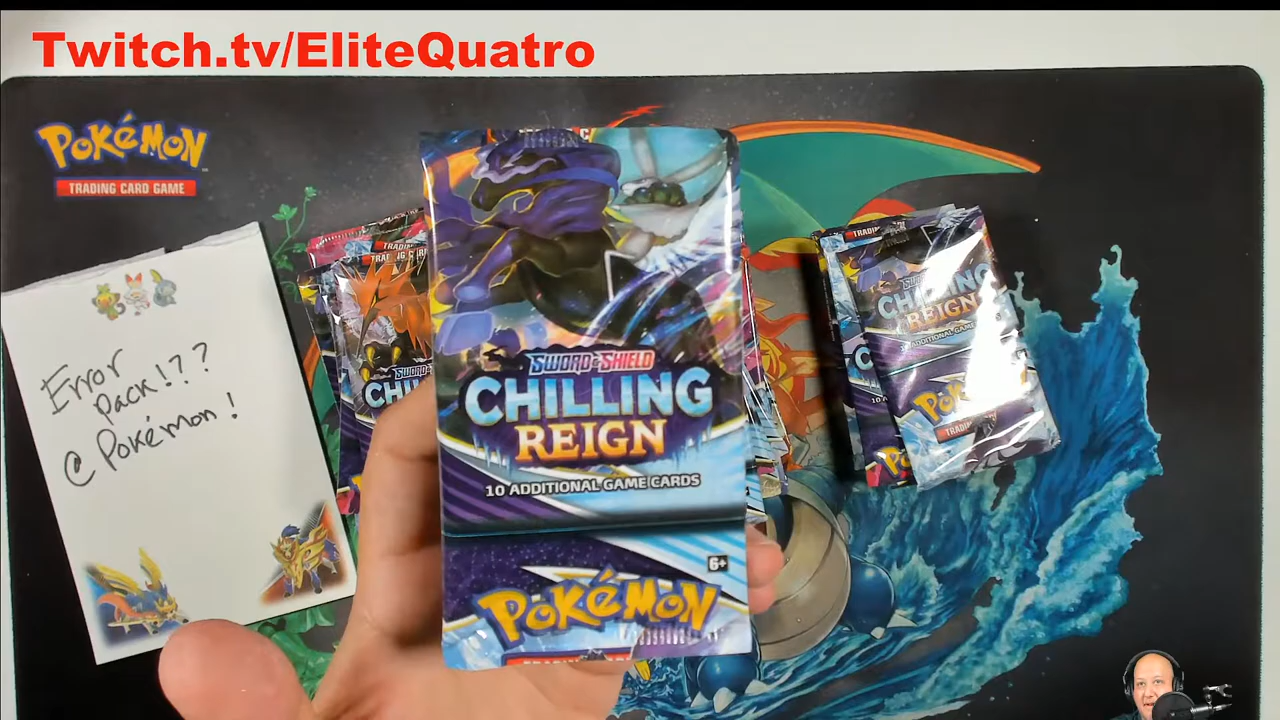 Twitch.tv/EliteQuatro
POKéMON
TRADING CARD GAME
Error
Pack!??
@Pokémon!
SWORD & SHIELD
CHILLING
REIGN
10 ADDITIONAL GAME CARDS
6+
POKéMON
CHILLING
REIGN